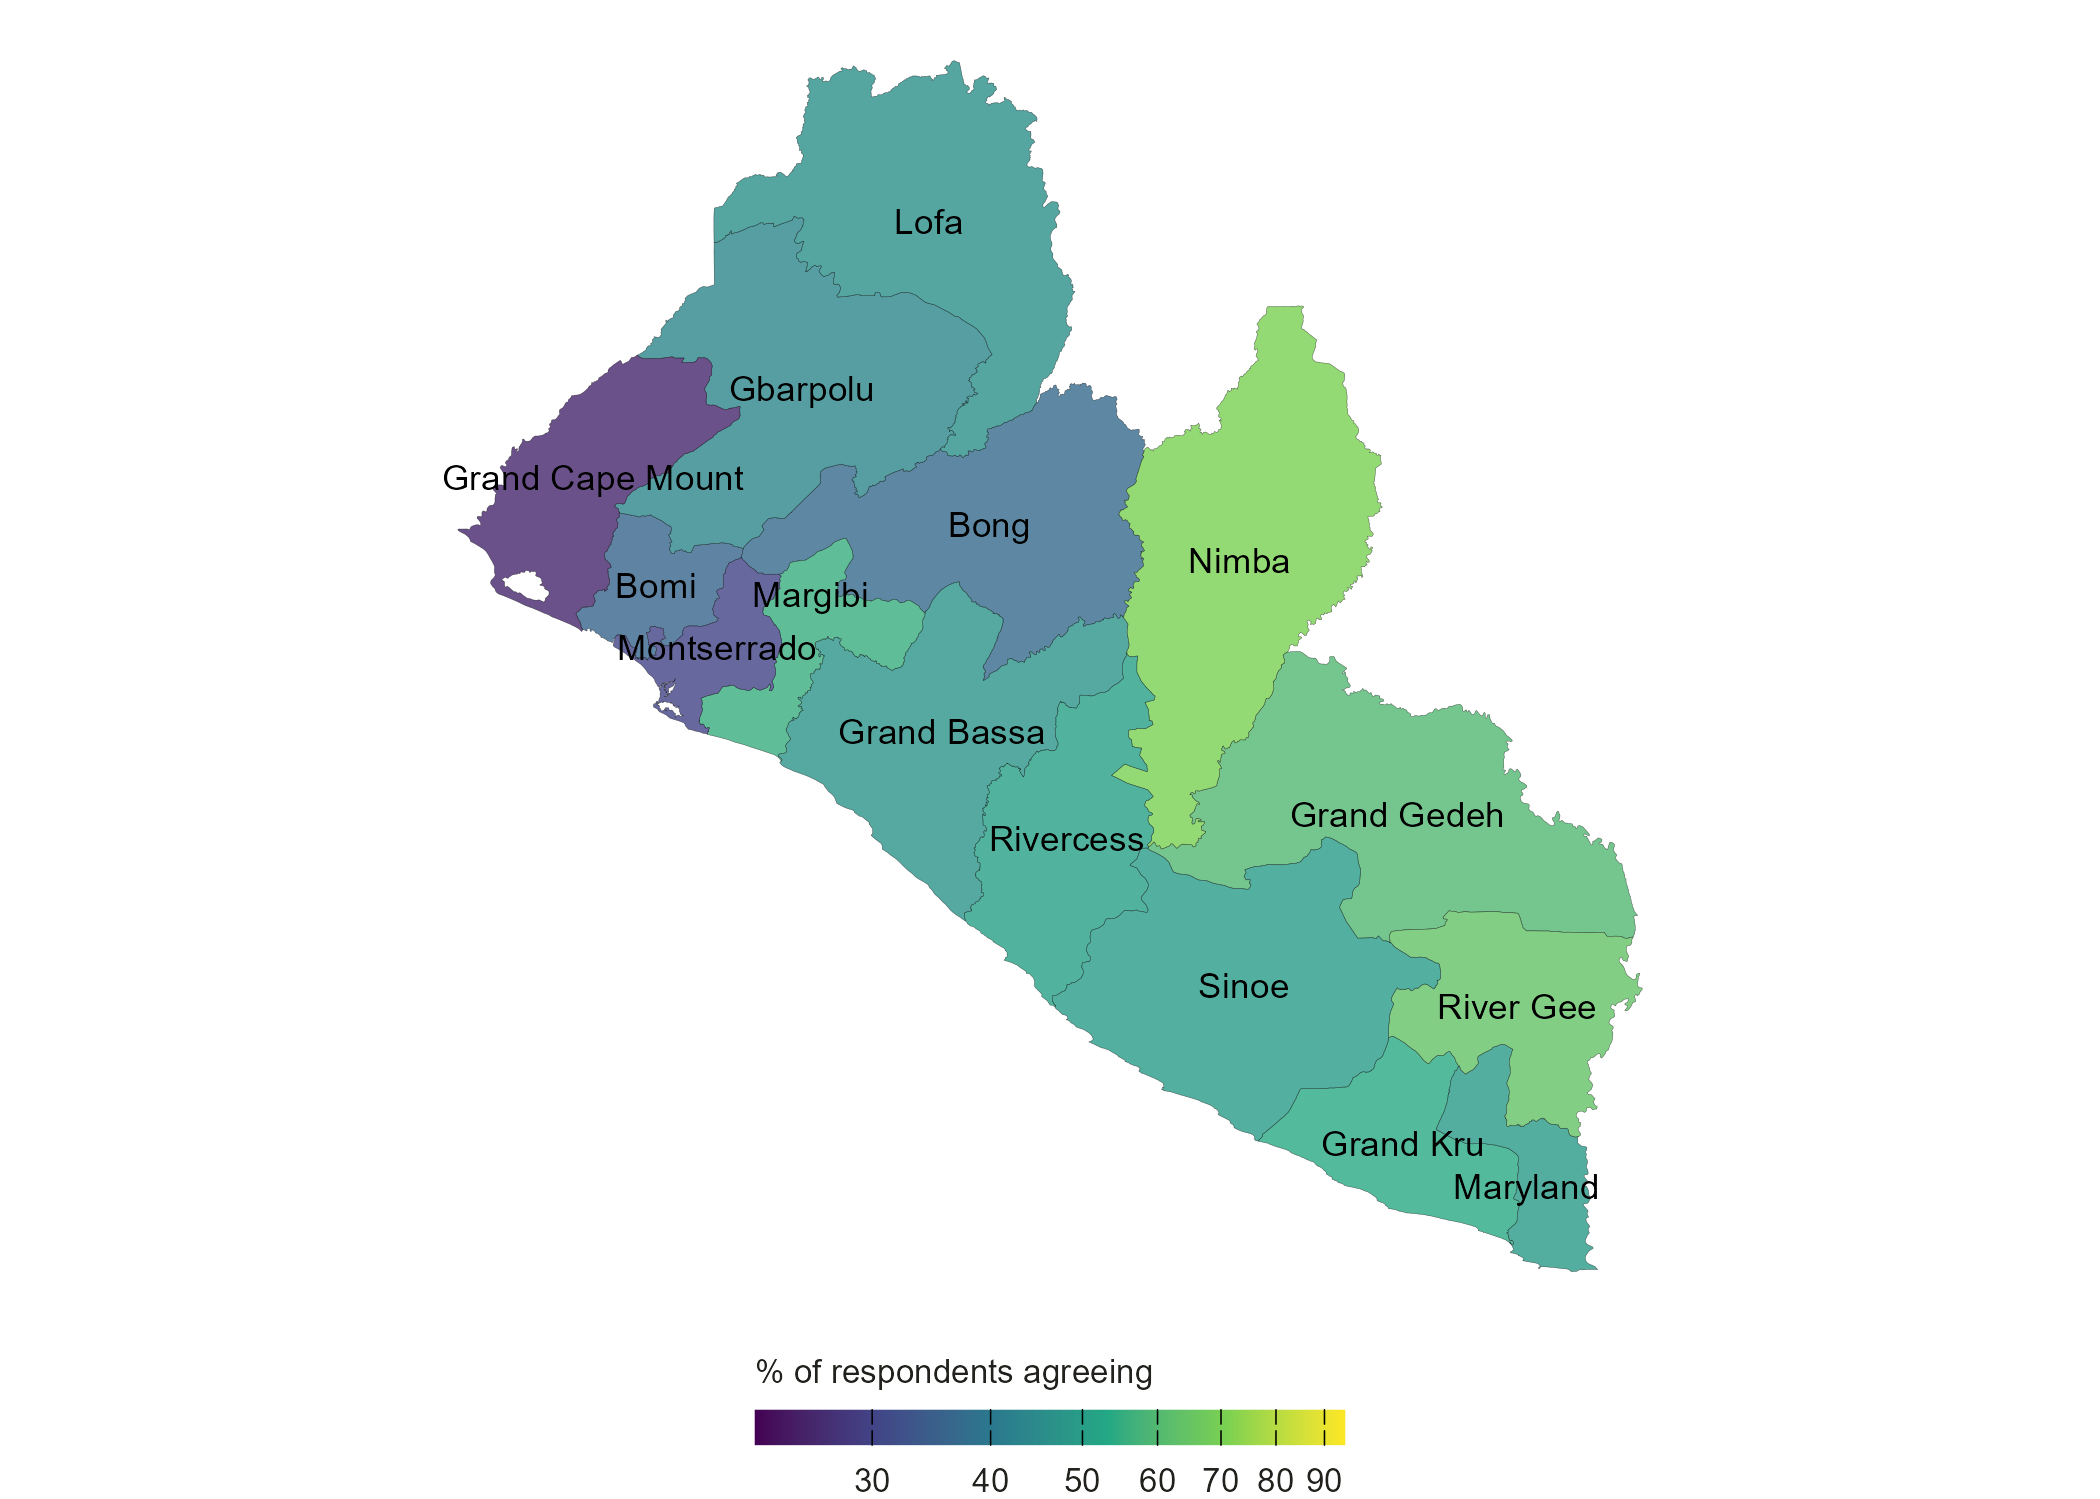 Lofa
Gbarpolu
Grand Cape Mount
Bong
Nimba
Bomi
Margibi
Montserrado
Grand Bassa
Grand Gedeh
Rivercess
Sinoe
River Gee
Grand Kru
Maryland
% of respondents agreeing
30 40 50 60 70 80 90